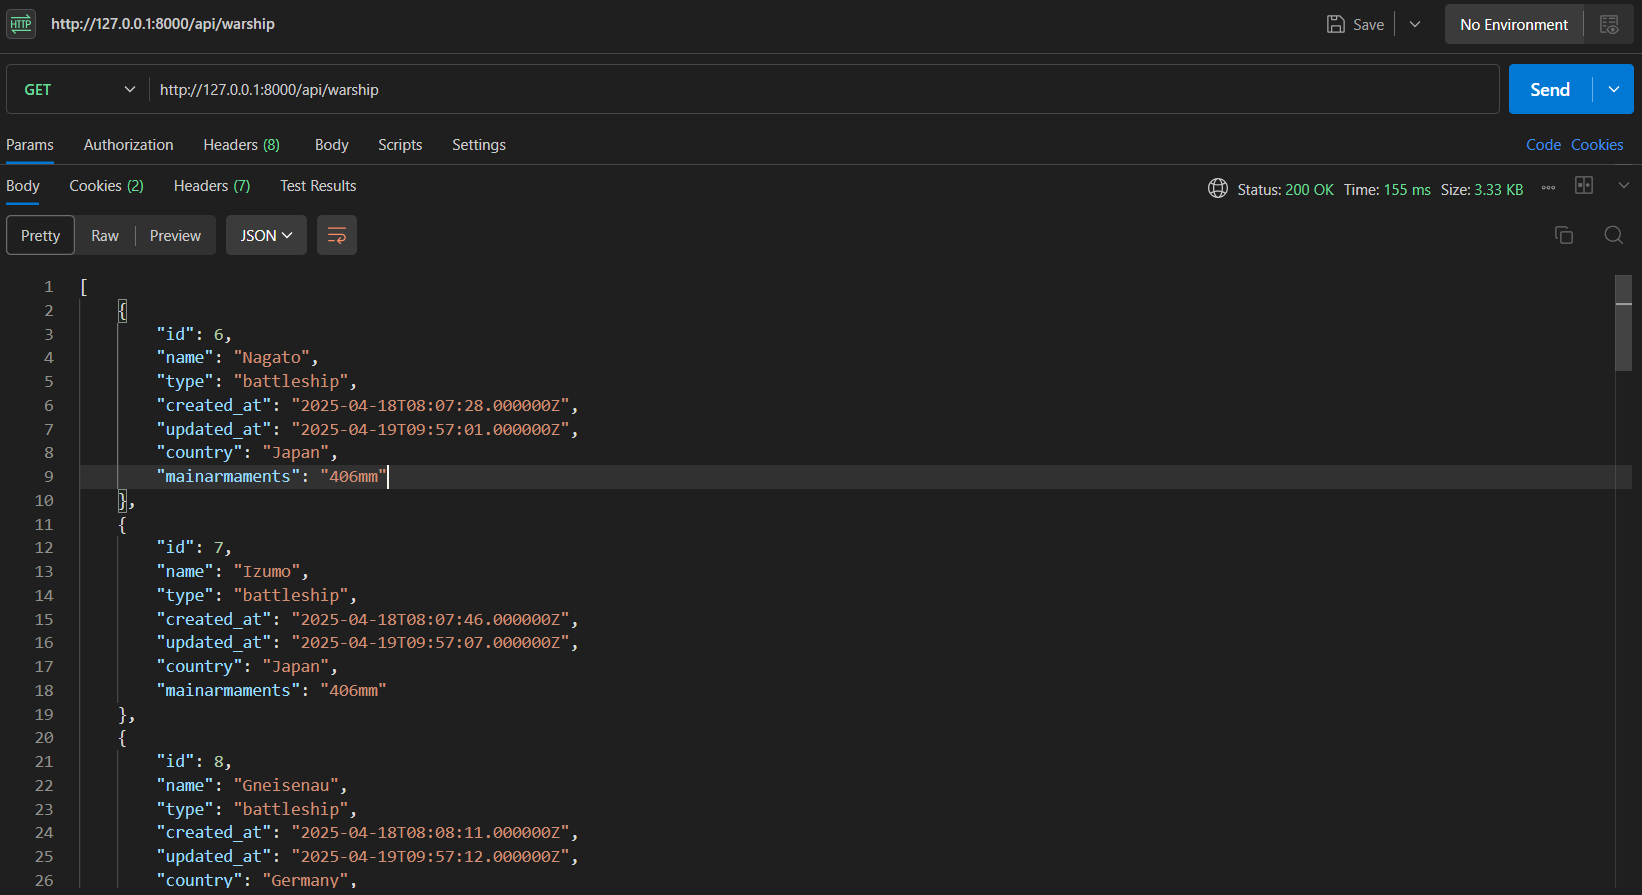 HTTP http://127.0.0.1:8000/api/warship Save No Environment
GET http://127.0.0.1:8000/api/warship Send
Params Authorization Headers (8) Body Scripts Settings Code Cookies
Body Cookies (2) Headers (7) Test Results Status: 200 OK Time: 155 ms Size: 3.33 KB
Pretty Raw Preview JSON
1 [
2 {
3 "id": 6,
4 "name": "Nagato",
5 "type": "battleship",
6 "created_at": "2025-04-18T08:07:28.000000Z",
7 "updated_at": "2025-04-19T09:57:01.000000Z",
8 "country": "Japan",
9 "mainarmaments": "406mm"
10 },
11 {
12 "id": 7,
13 "name": "Izumo",
14 "type": "battleship",
15 "created_at": "2025-04-18T08:07:46.000000Z",
16 "updated_at": "2025-04-19T09:57:07.000000Z",
17 "country": "Japan",
18 "mainarmaments": "406mm"
19 },
20 {
21 "id": 8,
22 "name": "Gneisenau",
23 "type": "battleship",
24 "created_at": "2025-04-18T08:08:11.000000Z",
25 "updated_at": "2025-04-19T09:57:12.000000Z",
26 "country": "Germany",